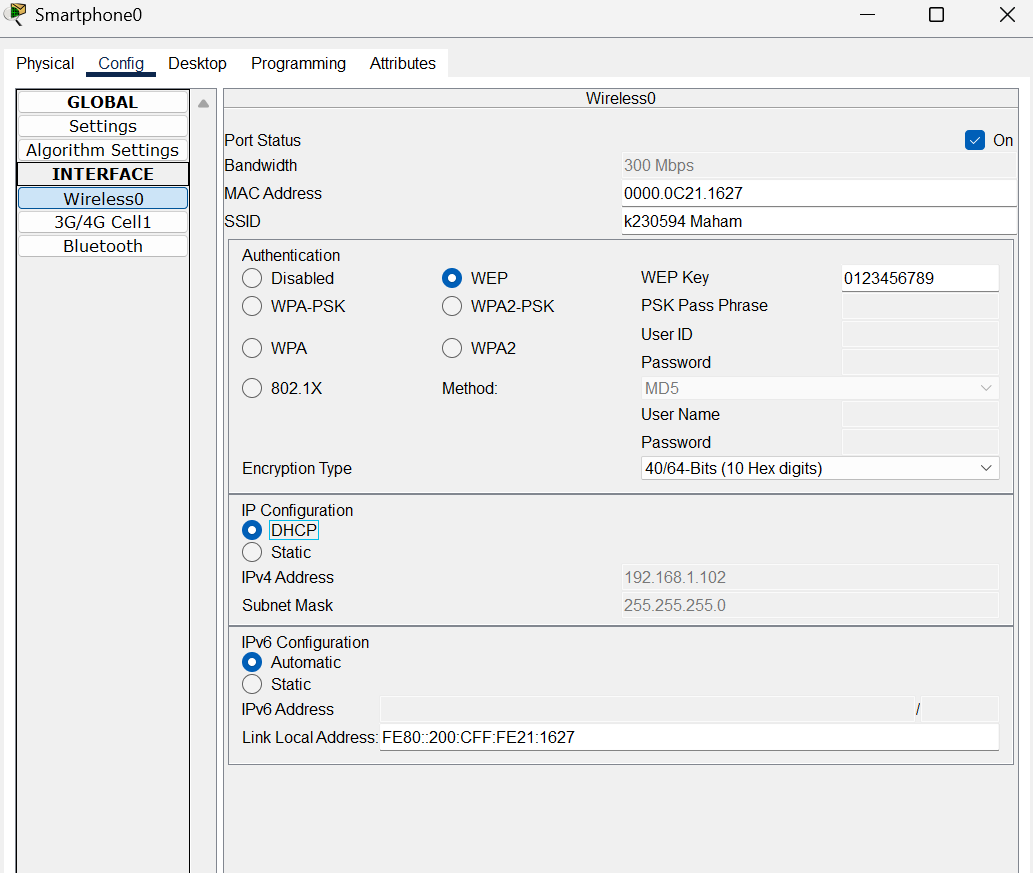 Smartphone0
Physical Config Desktop Programming Attributes
GLOBAL
Settings
Algorithm Settings
INTERFACE
Wireless0
3G/4G Cell1
Bluetooth
Wireless0
Port Status On
Bandwidth 300 Mbps
MAC Address 0000.0C21.1627
SSID k230594 Maham
Authentication
Disabled WEP WEP Key 0123456789
WPA-PSK WPA2-PSK PSK Pass Phrase
User ID
WPA WPA2
Password
802.1X Method: MD5
User Name
Password
Encryption Type 40/64-Bits (10 Hex digits)
IP Configuration
DHCP
Static
IPv4 Address 192.168.1.102
Subnet Mask 255.255.255.0
IPv6 Configuration
Automatic
Static
IPv6 Address /
Link Local Address: FE80::200:CFF:FE21:1627